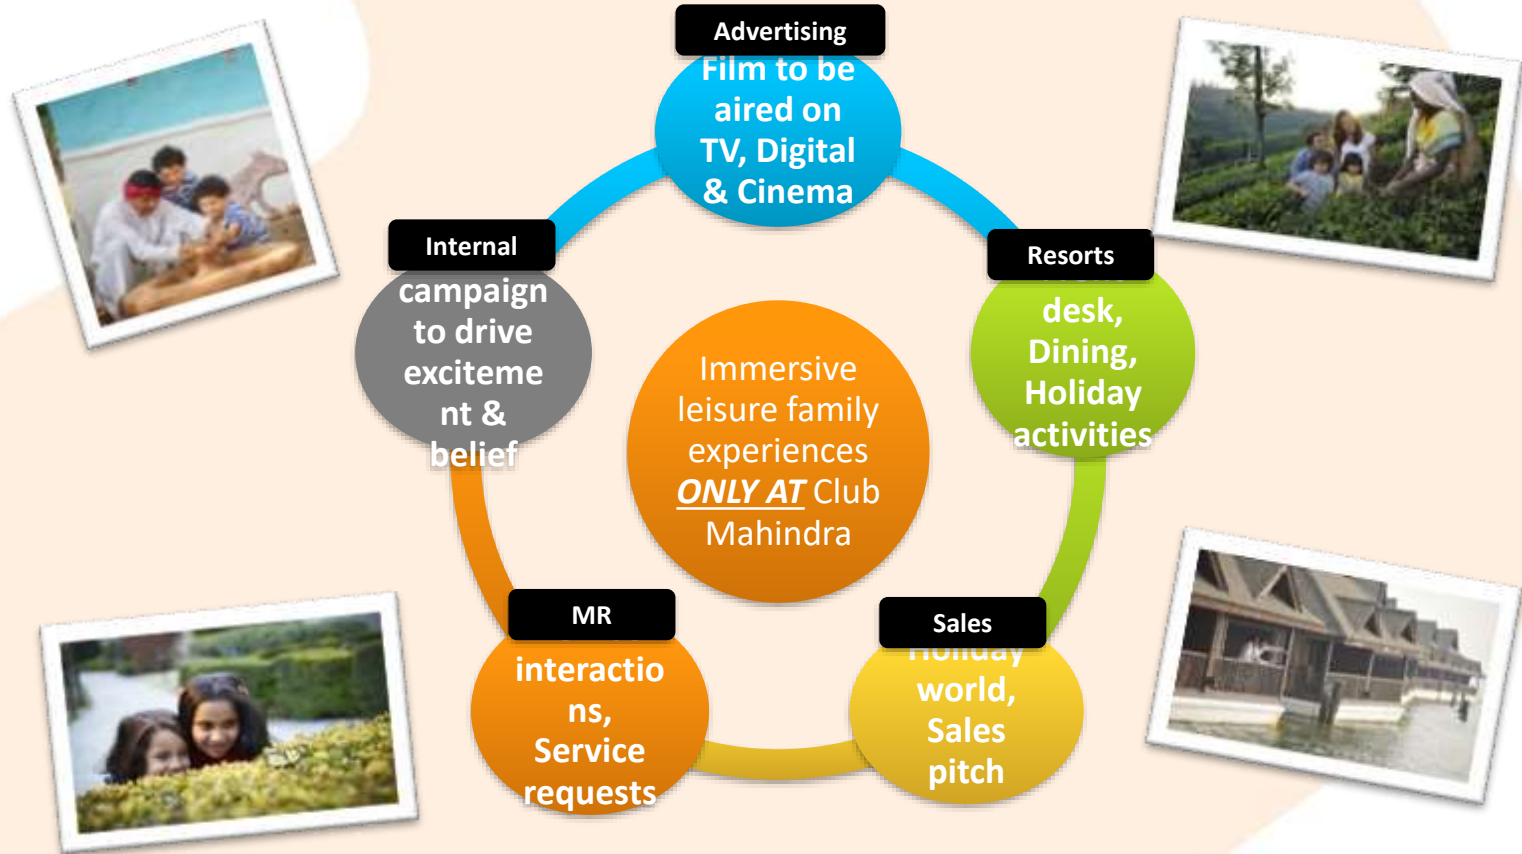 Advertising
Film to be
aired on
TV, Digital
& Cinema
Resorts
desk,
Dining,
Holiday
activities
Sales
Holiday
world,
Sales
pitch
MR
interactio
ns,
Service
requests
Internal
campaign
to drive
exciteme
nt &
belief
Immersive
leisure family
experiences
ONLY AT Club
Mahindra